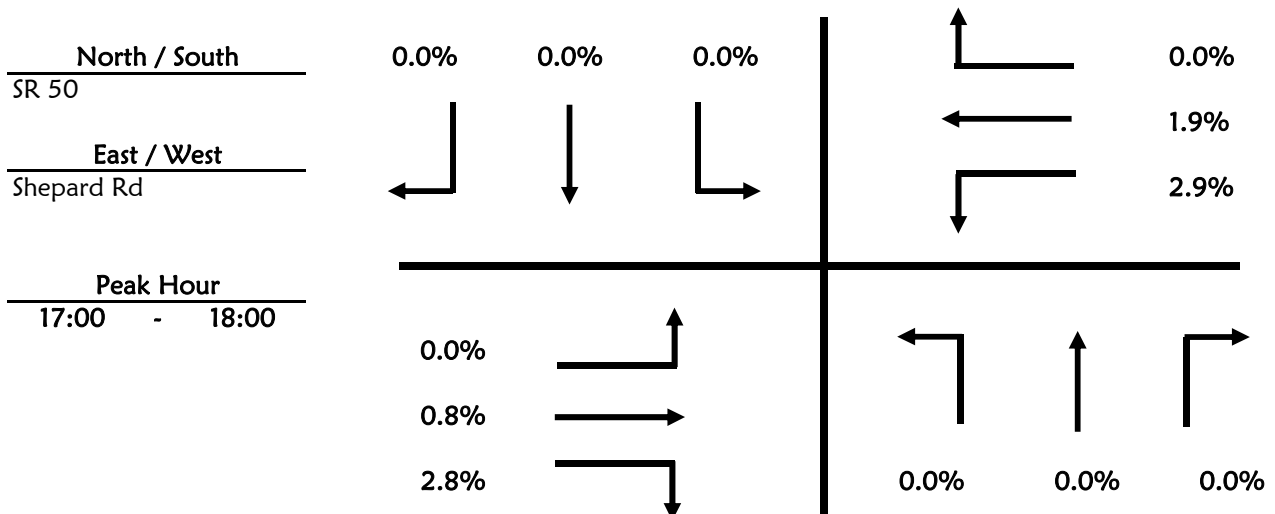 North / South
SR 50
East / West
Shepard Rd
Peak Hour
17:00 - 18:00
0.0% 0.0% 0.0%
0.0%
1.9%
2.9%
0.0%
0.8%
2.8%
0.0% 0.0% 0.0%